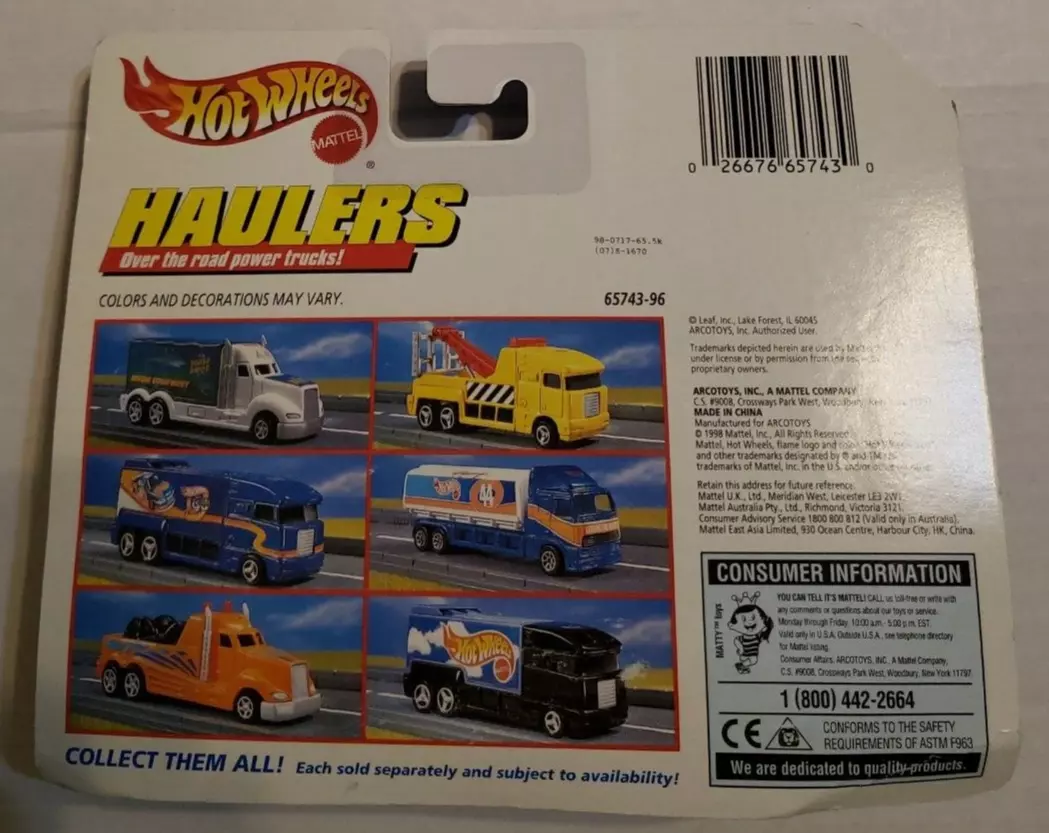 Hot Wheels
MATTEL
®
HAULERS
Over the road power trucks!
COLORS AND DECORATIONS MAY VARY.
0 26676 65743 0
98-0717-65.5k
(07)8-1670
65743-96
44
Hot Wheels
COLLECT THEM ALL! Each sold separately and subject to availability!
© Leaf, Inc., Lake Forest, IL 60045
ARCOTOYS, Inc. Authorized User.
Trademarks depicted herein are used by
under license or by permission from
proprietary owners.
ARCOTOYS, INC., A MATTEL COMPANY
C.S. #9008, Crossways Park West, Woodbury,
MADE IN CHINA
Manufactured for ARCOTOYS
© 1998 Mattel, Inc., All Rights Reserved
Mattel, Hot Wheels, flame logo and
and other trademarks designated by ® and TM
trademarks of Mattel, Inc. in the U.S.
Retain this address for future reference.
Mattel U.K., Ltd., Meridian West, Leicester LE3 2WT.
Mattel Australia Pty., Ltd., Richmond, Victoria 3121.
Consumer Advisory Service 1800 800 812 (Valid only in Australia).
Mattel East Asia Limited, 930 Ocean Centre, Harbour City, HK, China.
CONSUMER INFORMATION
MATTY™ toys
YOU CAN TELL IT'S MATTEL! CALL us toll-free or write with
any comments or questions about our toys or service.
Monday through Friday, 10:00 a.m.- 5:00 p.m. EST.
Valid only in U.S.A. Outside U.S.A., see telephone directory
for Mattel listing.
Consumer Affairs, ARCOTOYS, INC., A Mattel Company,
C.S. #9008, Crossways Park West, Woodbury, New York 11797
1 (800) 442-2664
CE
CONFORMS TO THE SAFETY
REQUIREMENTS OF ASTM F963
We are dedicated to quality products.